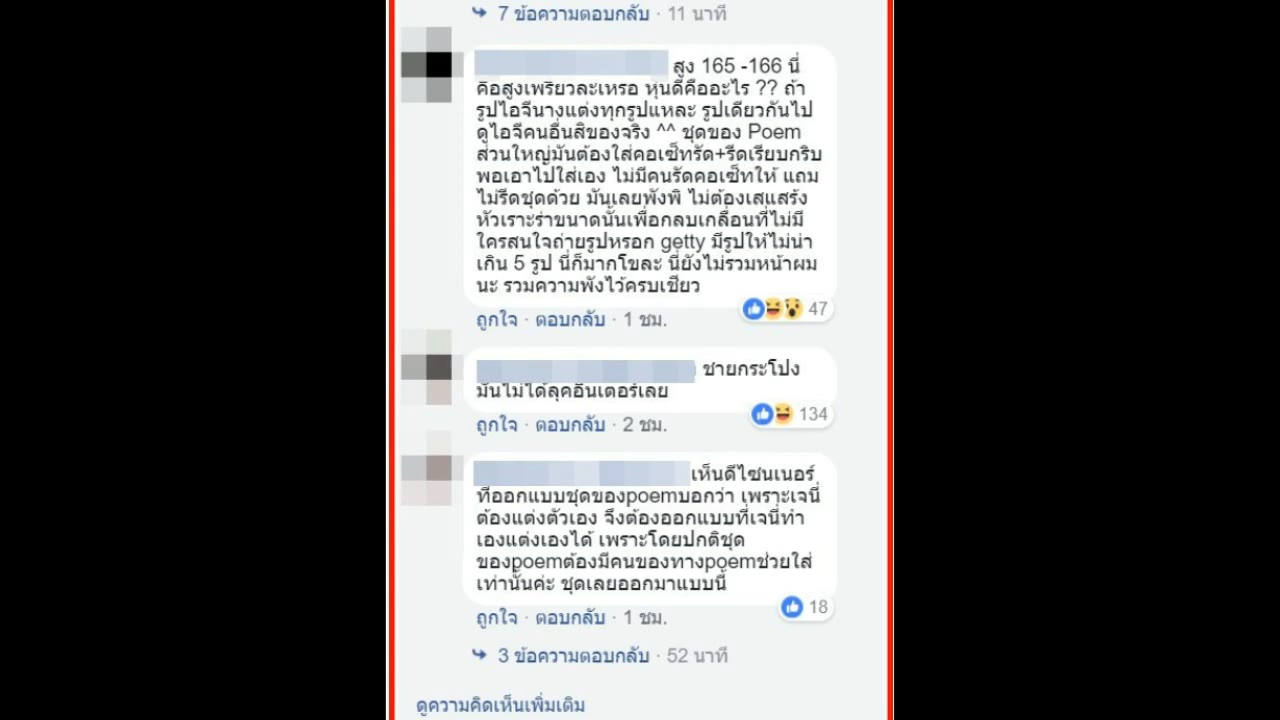 7 ข้อความตอบกลับ · 11 นาที
สูง 165 -166 นี่
คือสูงเพรียวละเหรอ หุ่นดีคืออะไร ?? ถ้า
รูปไอจีนางแต่งทุกรูปแหละ รูปเดียวกันไป
ดูไอจีคนอื่นสิของจริง ^^ ชุดของ Poem
ส่วนใหญ่มันต้องใส่คอเซ็ทรัด+รีดเรียบกริบ
พอเอาไปใส่เอง ไม่มีคนรัดคอเซ็ทให้ แถม
ไม่รีดชุดด้วย มันเลยพังพิ ไม่ต้องเสแสร้ง
หัวเราะร่าขนาดนั้นเพื่อกลบเกลื่อนที่ไม่มี
ใครสนใจถ่ายรูปหรอก getty มีรูปให้ไม่น่า
เกิน 5 รูป นี่ก็มากโขละ นี่ยังไม่รวมหน้าผม
นะ รวมความพังไว้ครบเชียว
47
ถูกใจ · ตอบกลับ · 1 ชม.
ชายกระโปง
มันไม่ได้ลุคอินเตอร์เลย
134
ถูกใจ · ตอบกลับ · 2 ชม.
เห็นดีไซนเนอร์
ที่ออกแบบชุดของpoemบอกว่า เพราะเจนี่
ต้องแต่งตัวเอง จึงต้องออกแบบที่เจนี่ทำ
เองแต่งเองได้ เพราะโดยปกติชุด
ของpoemต้องมีคนของทางpoemช่วยใส่
เท่านั้นค่ะ ชุดเลยออกมาแบบนี้
18
ถูกใจ · ตอบกลับ · 1 ชม.
3 ข้อความตอบกลับ · 52 นาที
ดูความคิดเห็นเพิ่มเติม